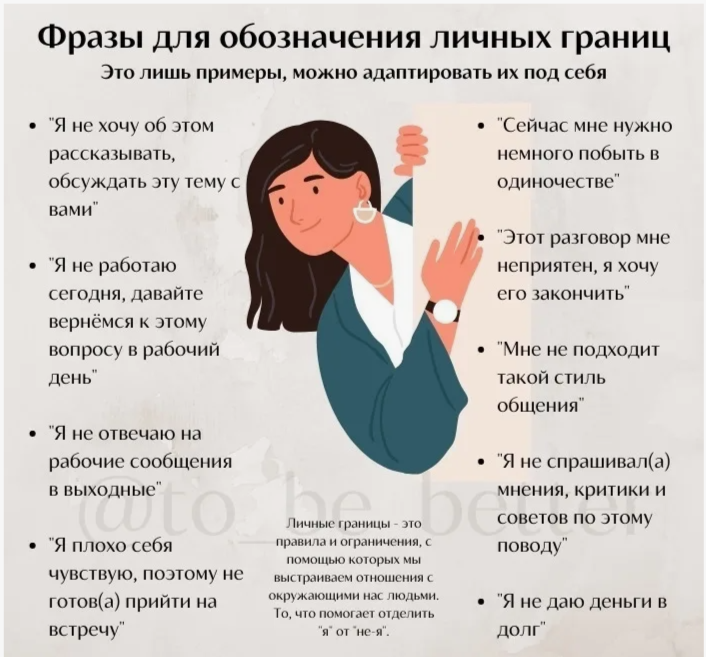 Фразы для обозначения личных границ
Это лишь примеры, можно адаптировать их под себя
• "Я не хочу об этом
рассказывать,
обсуждать эту тему с
вами"
• "Я не работаю
сегодня, давайте
вернёмся к этому
вопросу в рабочий
день"
• "Я не отвечаю на
рабочие сообщения
в выходные"
• "Я плохо себя
чувствую, поэтому не
готов(а) прийти на
встречу"
• "Сейчас мне нужно
немного побыть в
одиночестве"
• "Этот разговор мне
неприятен, я хочу
его закончить"
• "Мне не подходит
такой стиль
общения"
• "Я не спрашивал(а)
мнения, критики и
советов по этому
поводу"
• "Я не даю деньги в
долг"
Личные границы - это
правила и ограничения, с
помощью которых мы
выстраиваем отношения с
окружающими нас людьми.
То, что помогает отделить
"я" от "не-я".
@to_be_better